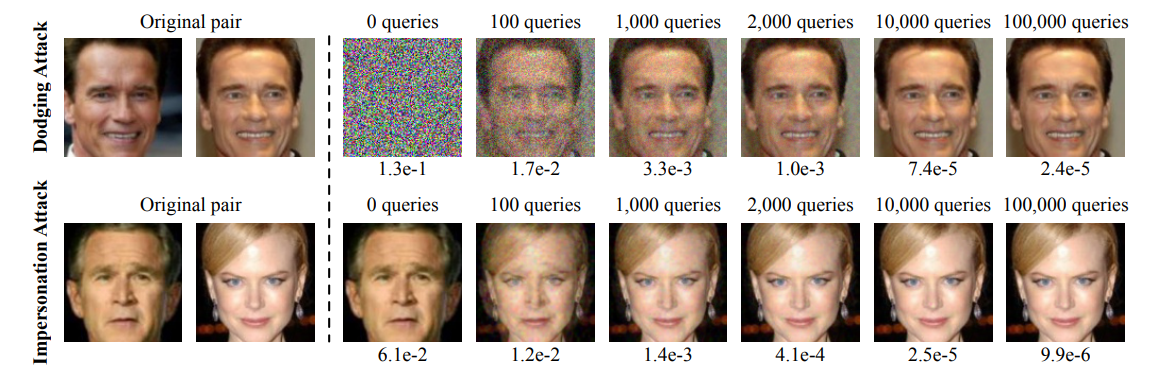 Dodging Attack
Original pair
0 queries
100 queries
1,000 queries
2,000 queries
10,000 queries
100,000 queries
1.3e-1
1.7e-2
3.3e-3
1.0e-3
7.4e-5
2.4e-5
Impersonation Attack
Original pair
0 queries
100 queries
1,000 queries
2,000 queries
10,000 queries
100,000 queries
6.1e-2
1.2e-2
1.4e-3
4.1e-4
2.5e-5
9.9e-6